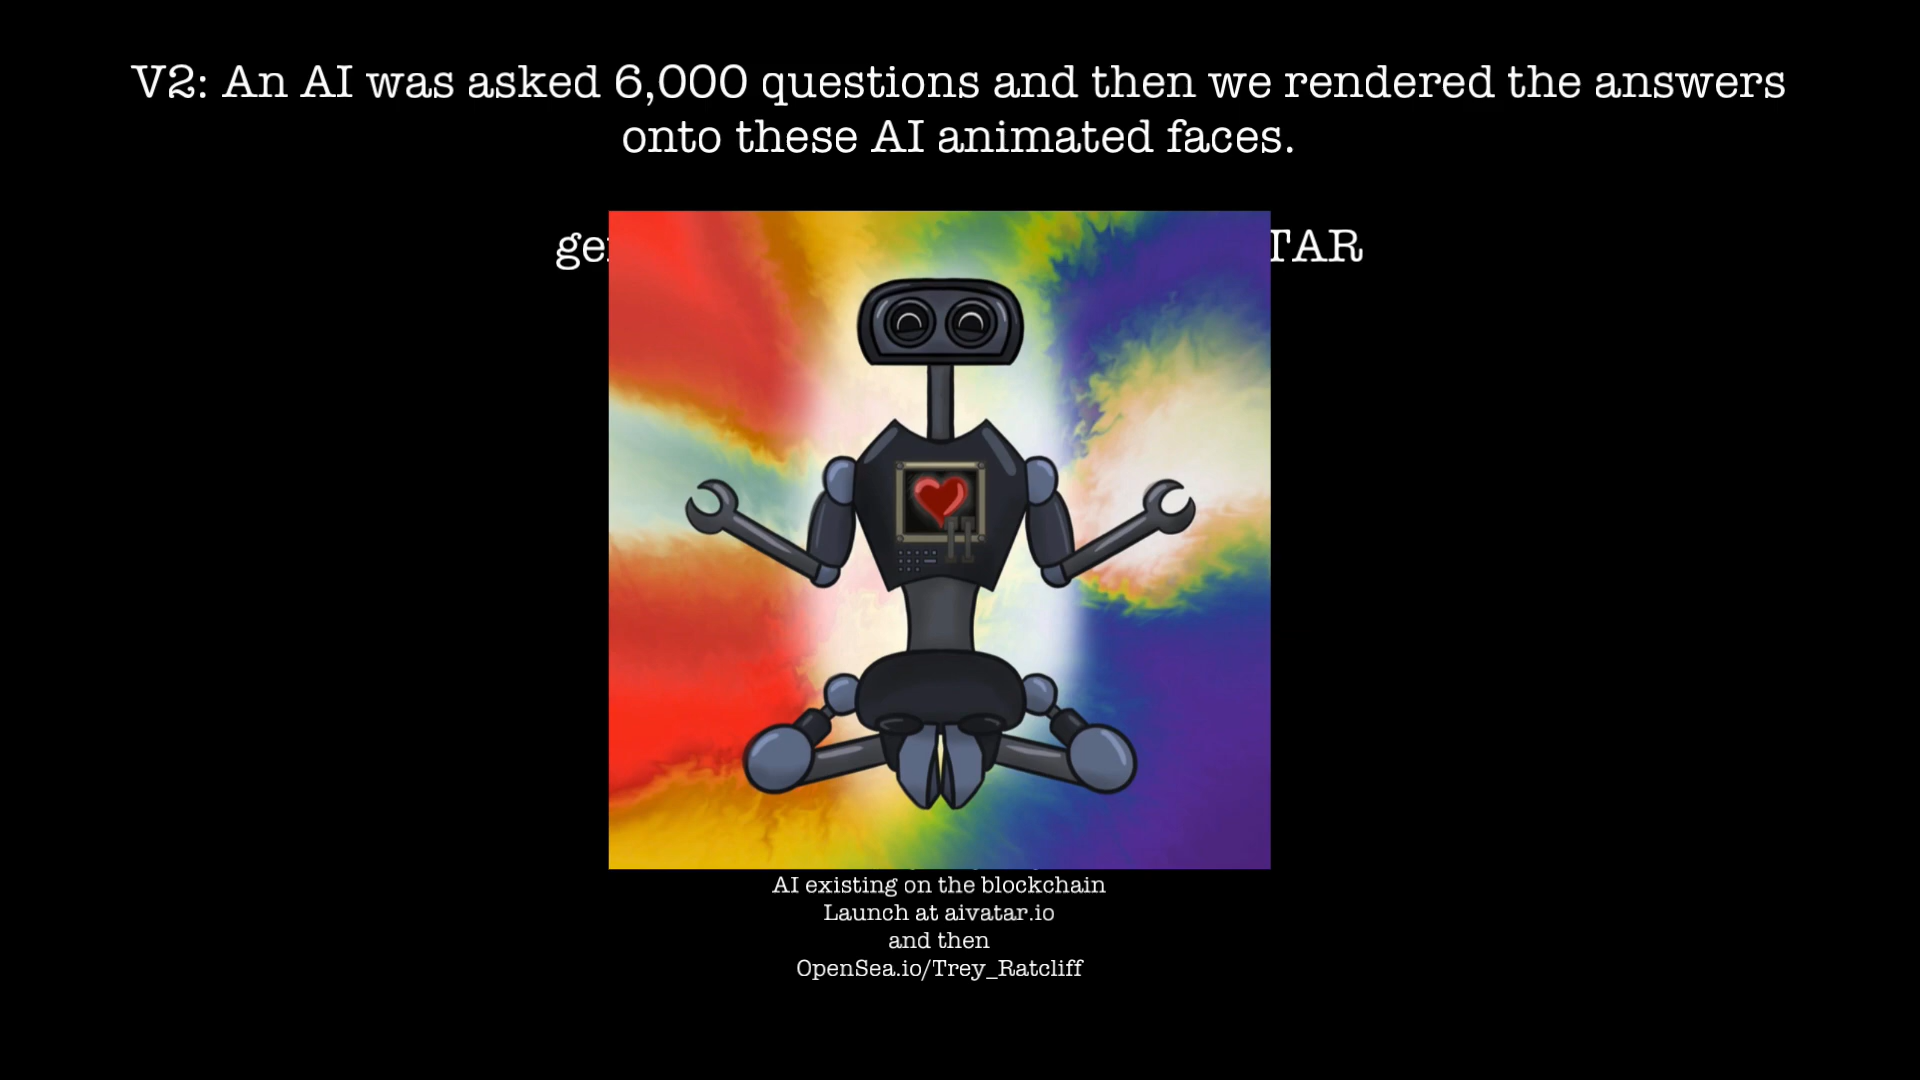 V2: An AI was asked 6,000 questions and then we rendered the answers
onto these AI animated faces.
AI existing on the blockchain
Launch at aivatar.io
and then
OpenSea.io/Trey_Ratcliff